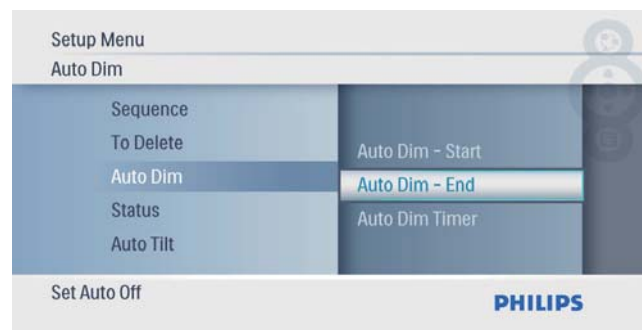 Setup Menu
Auto Dim
Sequence
To Delete
Auto Dim
Status
Auto Tilt
Auto Dim - Start
Auto Dim - End
Auto Dim Timer
Set Auto Off
PHILIPS